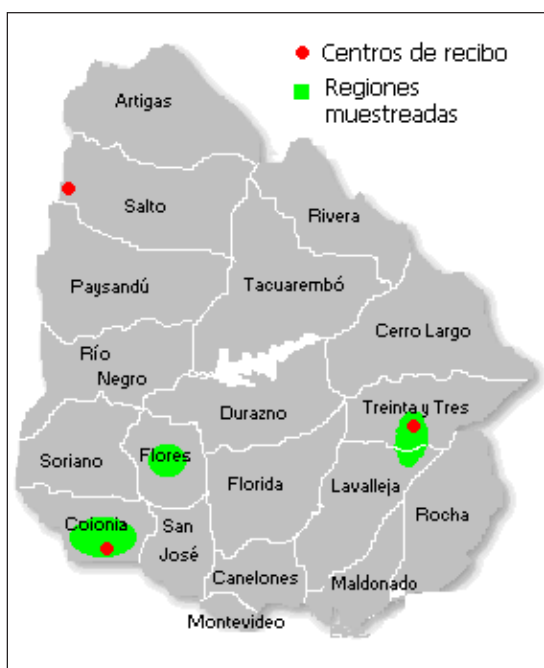 Centros de recibo
Regiones
muestreadas
Artigas
Salto
Rivera
Paysandú
Tacuarembó
Cerro Largo
Río
Negro
Durazno
Treinta y Tres
Soriano
Flores
Florida
Lavalleja
Rocha
Colonia
San
José
Canelones
Maldonado
Montevideo